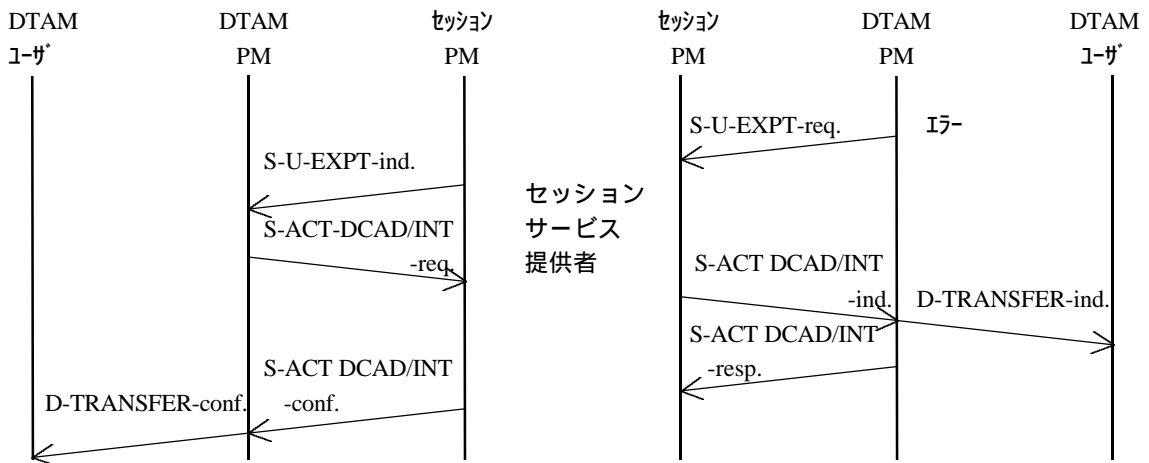 DTAM DTAM ｾｯｼｮﾝ ｾｯｼｮﾝ DTAM DTAM
ﾕｰｻﾞ PM PM PM PM ﾕｰｻﾞ
S-U-EXPT-req. ｴﾗｰ
S-U-EXPT-ind.
セッション
サービス
提供者
S-ACT-DCAD/INT
-req.
S-ACT DCAD/INT
-ind. D-TRANSFER-ind.
S-ACT DCAD/INT
-resp.
S-ACT DCAD/INT
D-TRANSFER-conf. -conf.